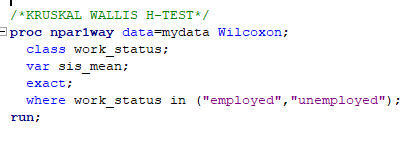 /*KRUSKAL WALLIS H-TEST*/
proc npar1way data=mydata Wilcoxon;
class work_status;
var sis_mean;
exact;
where work_status in ("employed","unemployed");
run;